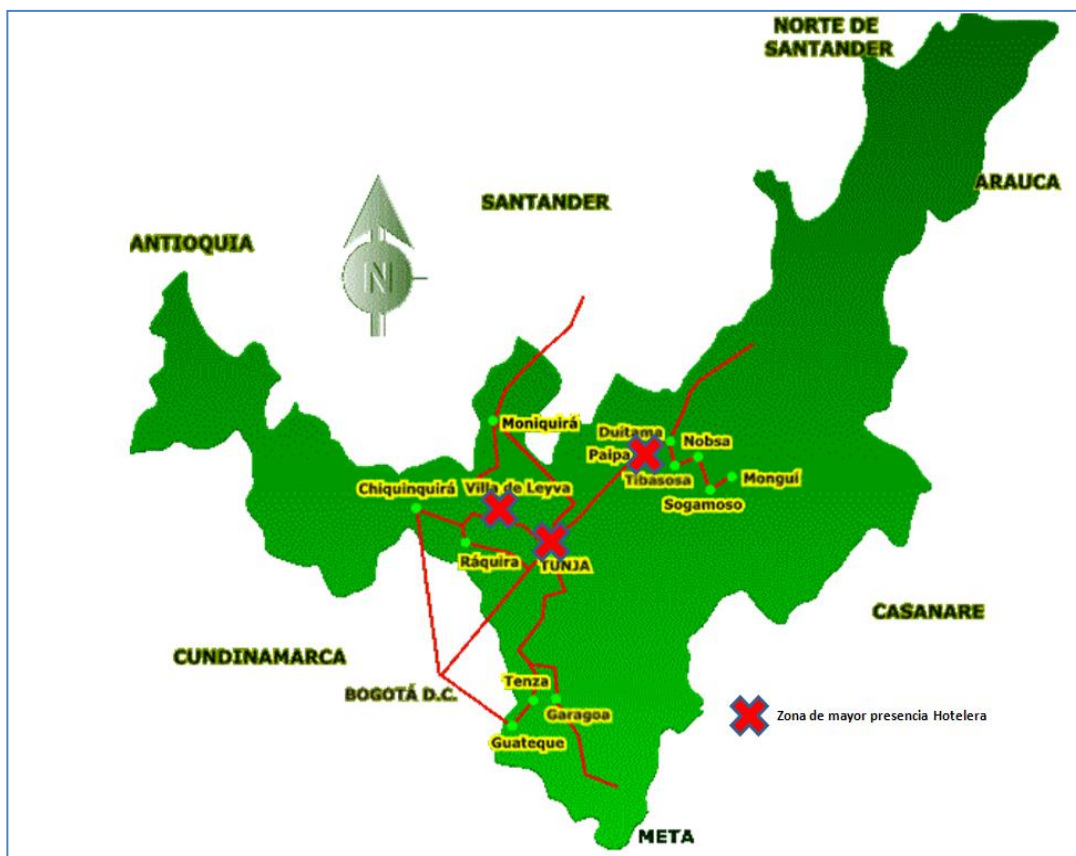 NORTE DE
SANTANDER
ARAUCA
SANTANDER
ANTIOQUIA
N
Moniquirá
Duitama
Nobsa
Paipa
Tibasosa
Monguí
Chiquinquirá
Villa de Leyva
Sogamoso
Ráquira
TUNJA
CASANARE
CUNDINAMARCA
BOGOTÁ D.C.
Tenza
Garagoa
Zona de mayor presencia Hotelera
Guateque
META